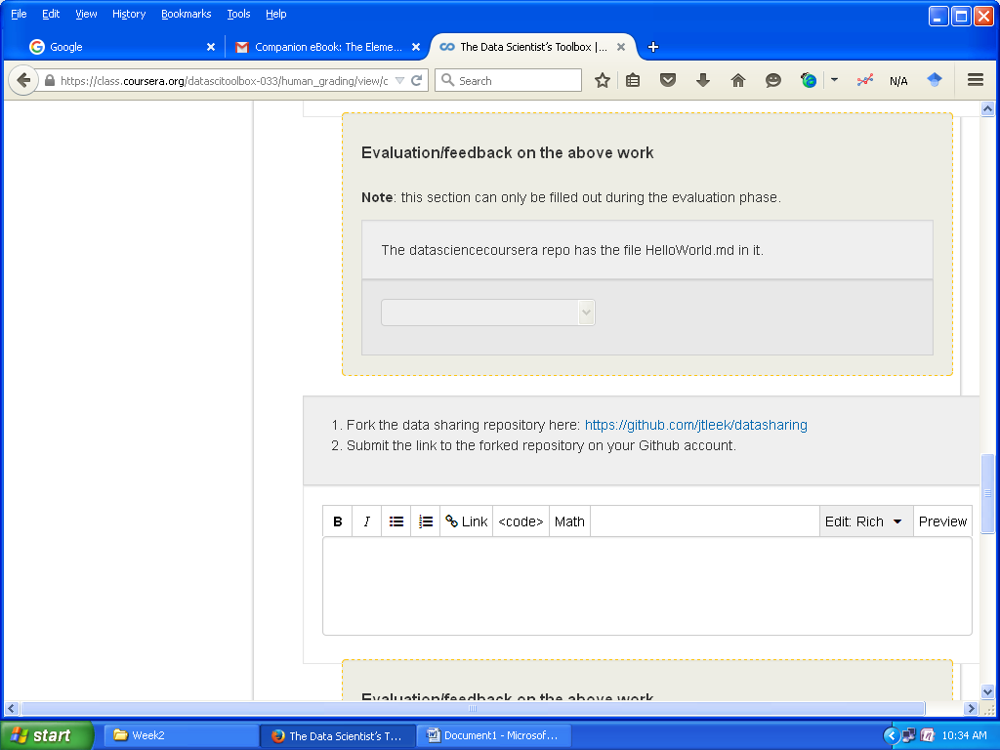 File Edit View History Bookmarks Tools Help
Google
Companion eBook: The Eleme...
The Data Scientist's Toolbox |...
https://class.coursera.org/datascitoolbox-033/human_grading/view/c
Search
N/A
Evaluation/feedback on the above work
Note: this section can only be filled out during the evaluation phase.
The datasciencecoursera repo has the file HelloWorld.md in it.
1. Fork the data sharing repository here: https://github.com/jtleek/datasharing
2. Submit the link to the forked repository on your Github account.
B I Link <code> Math Edit: Rich Preview
Evaluation/feedback on the above work
start Week2 The Data Scientist's T... Document1 - Microsof... 10:34 AM